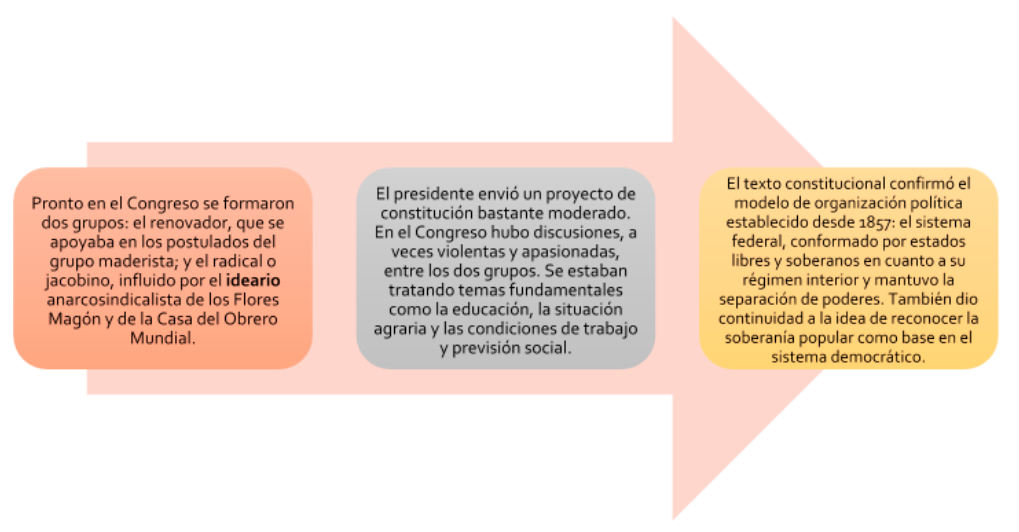 Pronto en el Congreso se formaron
dos grupos: el renovador, que se
apoyaba en los postulados del
grupo maderista; y el radical o
jacobino, influido por el ideario
anarcosindicalista de los Flores
Magón y de la Casa del Obrero
Mundial.
El presidente envió un proyecto de
constitución bastante moderado.
En el Congreso hubo discusiones, a
veces violentas y apasionadas,
entre los dos grupos. Se estaban
tratando temas fundamentales
como la educación, la situación
agraria y las condiciones de trabajo
y previsión social.
El texto constitucional confirmó el
modelo de organización política
establecido desde 1857: el sistema
federal, conformado por estados
libres y soberanos en cuanto a su
régimen interior y mantuvo la
separación de poderes. También dio
continuidad a la idea de reconocer la
soberanía popular como base en el
sistema democrático.